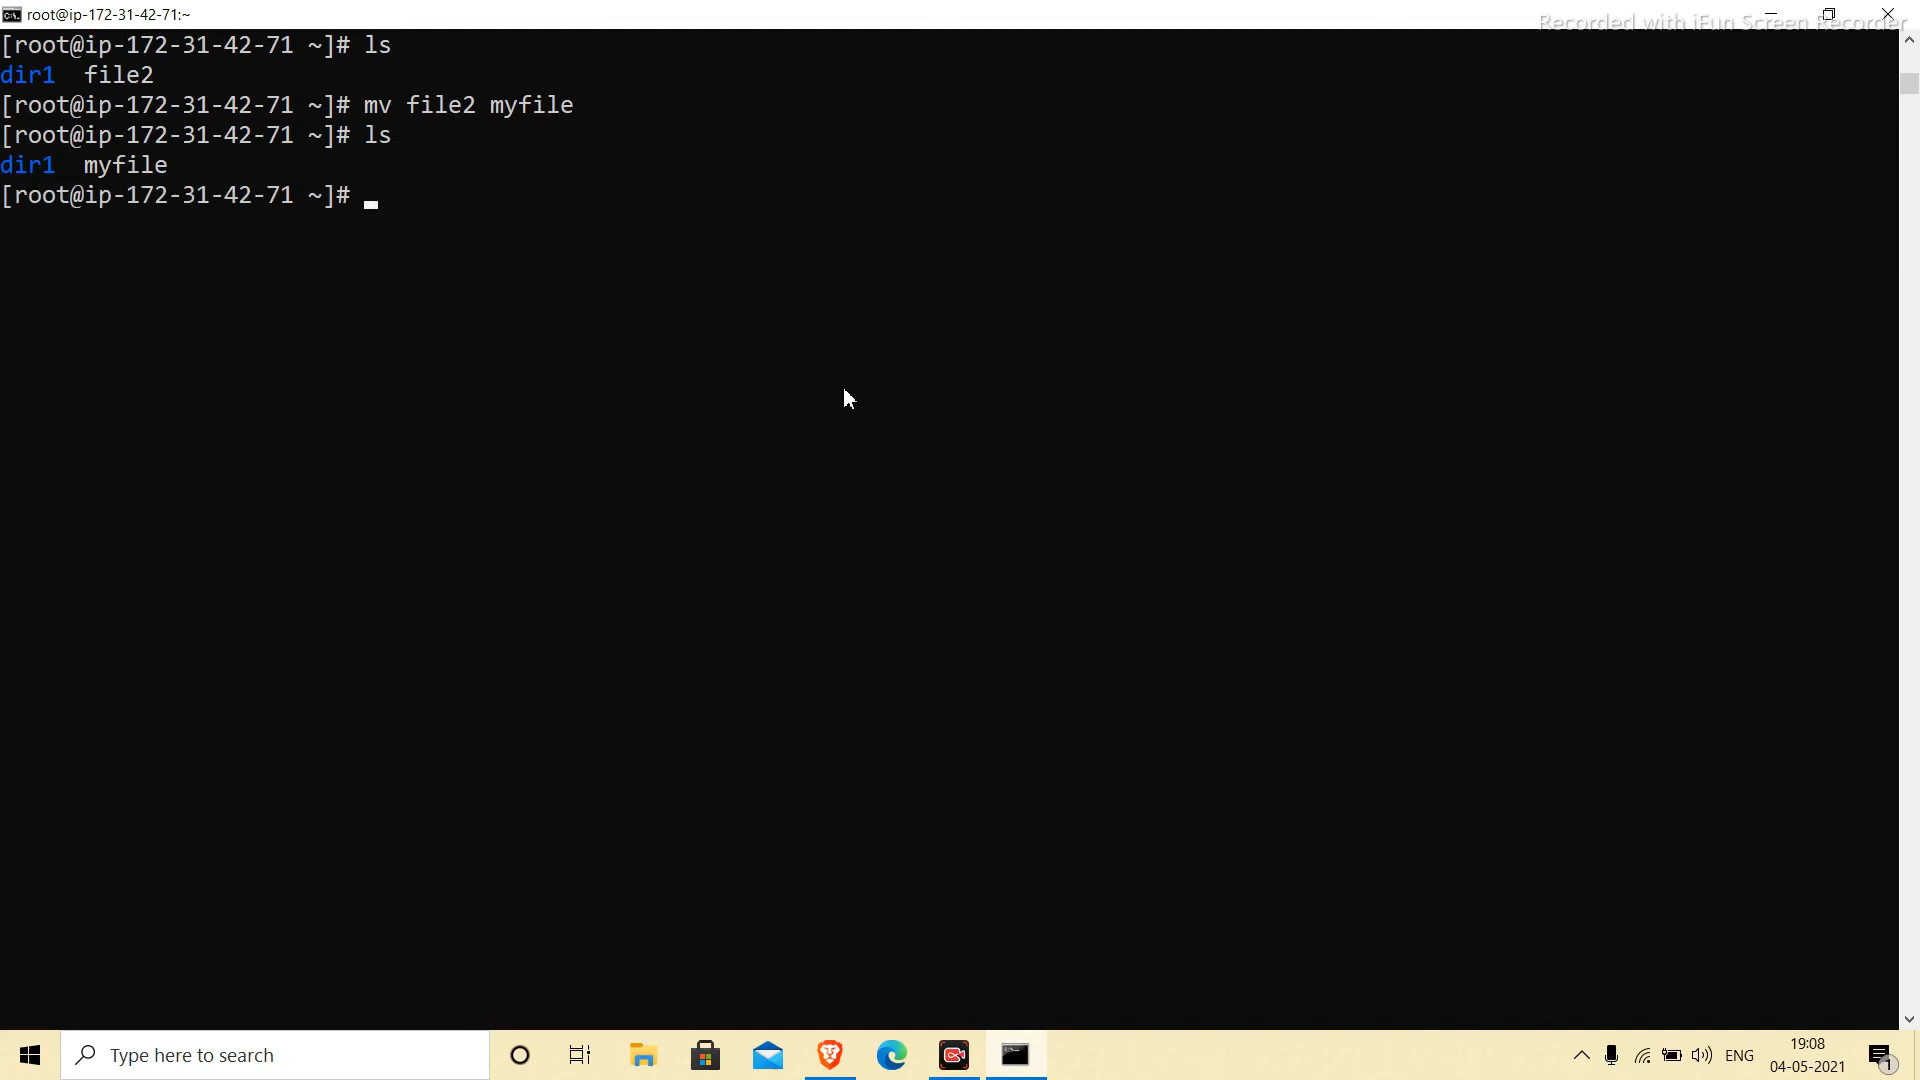 root@ip-172-31-42-71:~
Recorded with iFun Screen Recorder
[root@ip-172-31-42-71 ~]# ls
dir1  file2
[root@ip-172-31-42-71 ~]# mv file2 myfile
[root@ip-172-31-42-71 ~]# ls
dir1  myfile
[root@ip-172-31-42-71 ~]#
Type here to search
ENG
19:08
04-05-2021
1